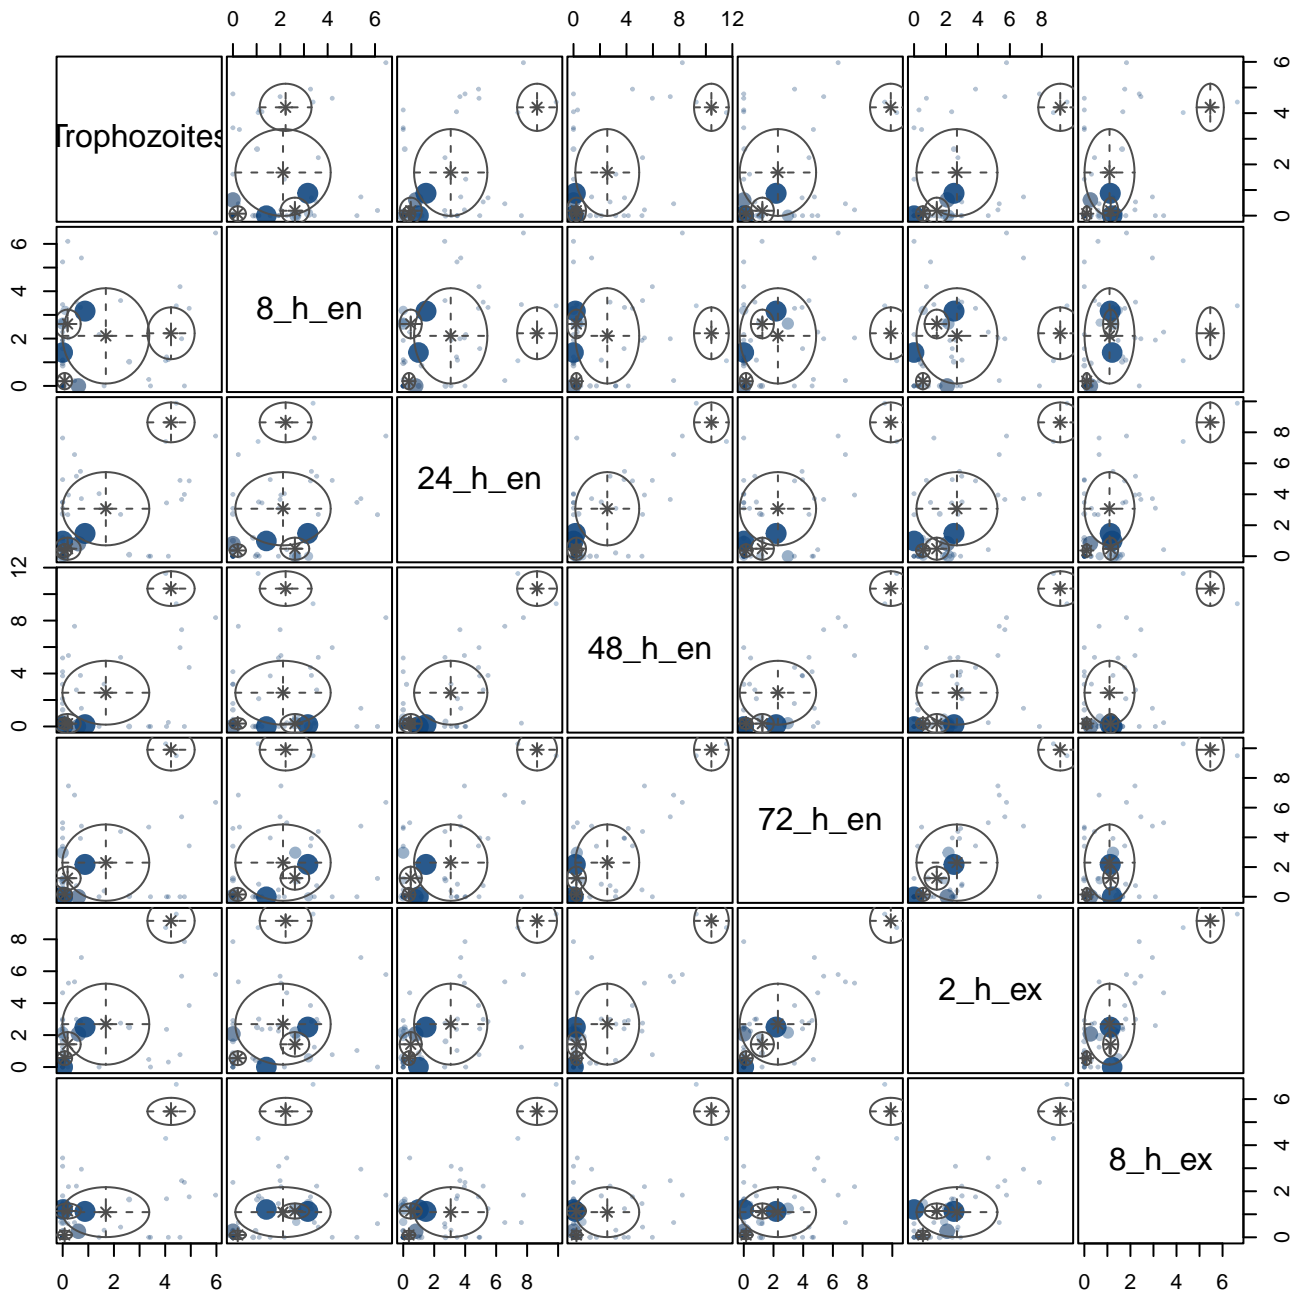 0 2 4 6 0 4 8 12 0 2 4 6 8
Trophozoites 0 2 4 6
0 2 4 6 8_h_en
24_h_en 0 2 4 6 8
0 4 8 12 48_h_en
72_h_en 0 2 4 6 8
0 2 4 6 8 2_h_ex
8_h_ex 0 2 4 6
0 2 4 6 0 2 4 6 8 0 2 4 6 8 0 2 4 6